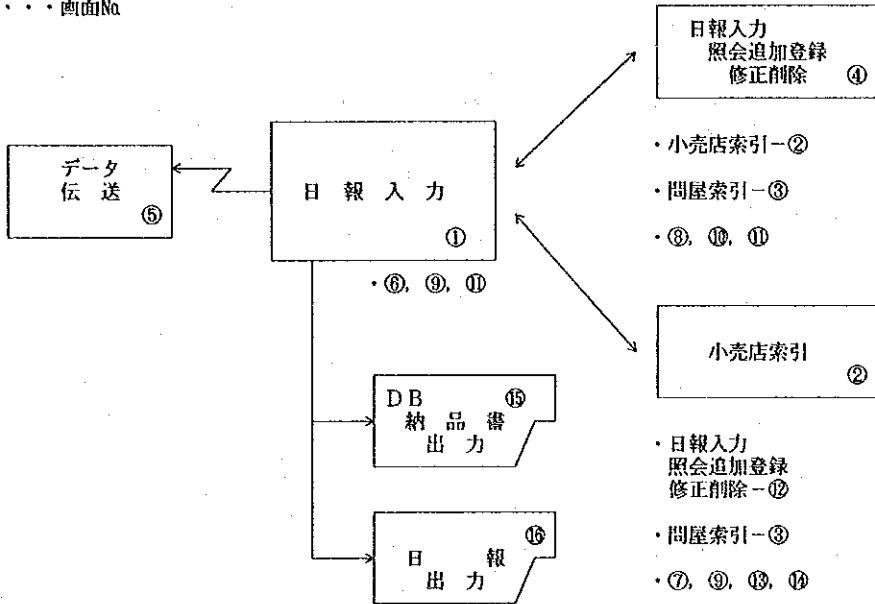 ・・・画面No.
日報入力
照会追加登録
修正削除 ④
・小売店索引-②
・問屋索引-③
・⑧, ⑩, ⑪
データ
伝 送
⑤
日 報 入 力
①
・⑥, ⑨, ⑪
小売店索引
②
・日報入力
照会追加登録
修正削除-⑫
・問屋索引-③
・⑦, ⑨, ⑬, ⑭
DB ⑮
納 品 書
出 力
⑯
日 報
出 力